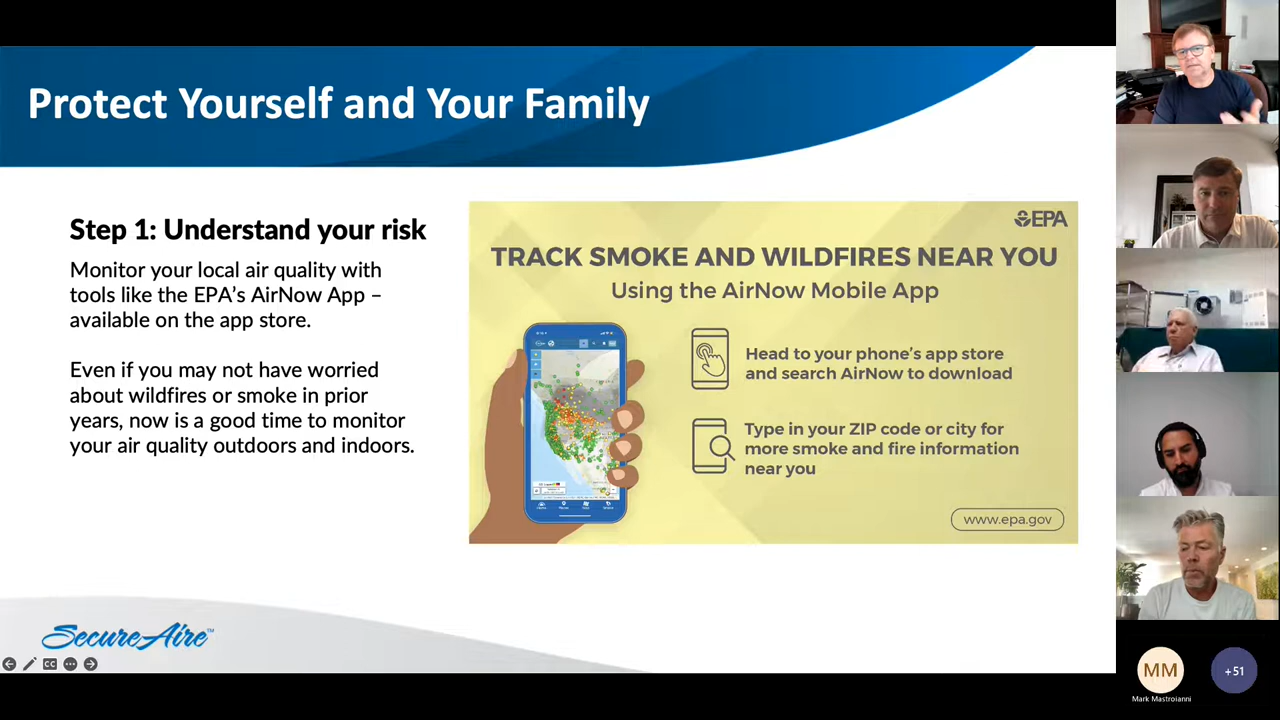 Protect Yourself and Your Family
Step 1: Understand your risk
Monitor your local air quality with
tools like the EPA's AirNow App –
available on the app store.
Even if you may not have worried
about wildfires or smoke in prior
years, now is a good time to monitor
your air quality outdoors and indoors.
EPA
TRACK SMOKE AND WILDFIRES NEAR YOU
Using the AirNow Mobile App
Head to your phone's app store
and search AirNow to download
Type in your ZIP code or city for
more smoke and fire information
near you
www.epa.gov
SecureAire™
CC
MM
Mark Mastroianni
+51